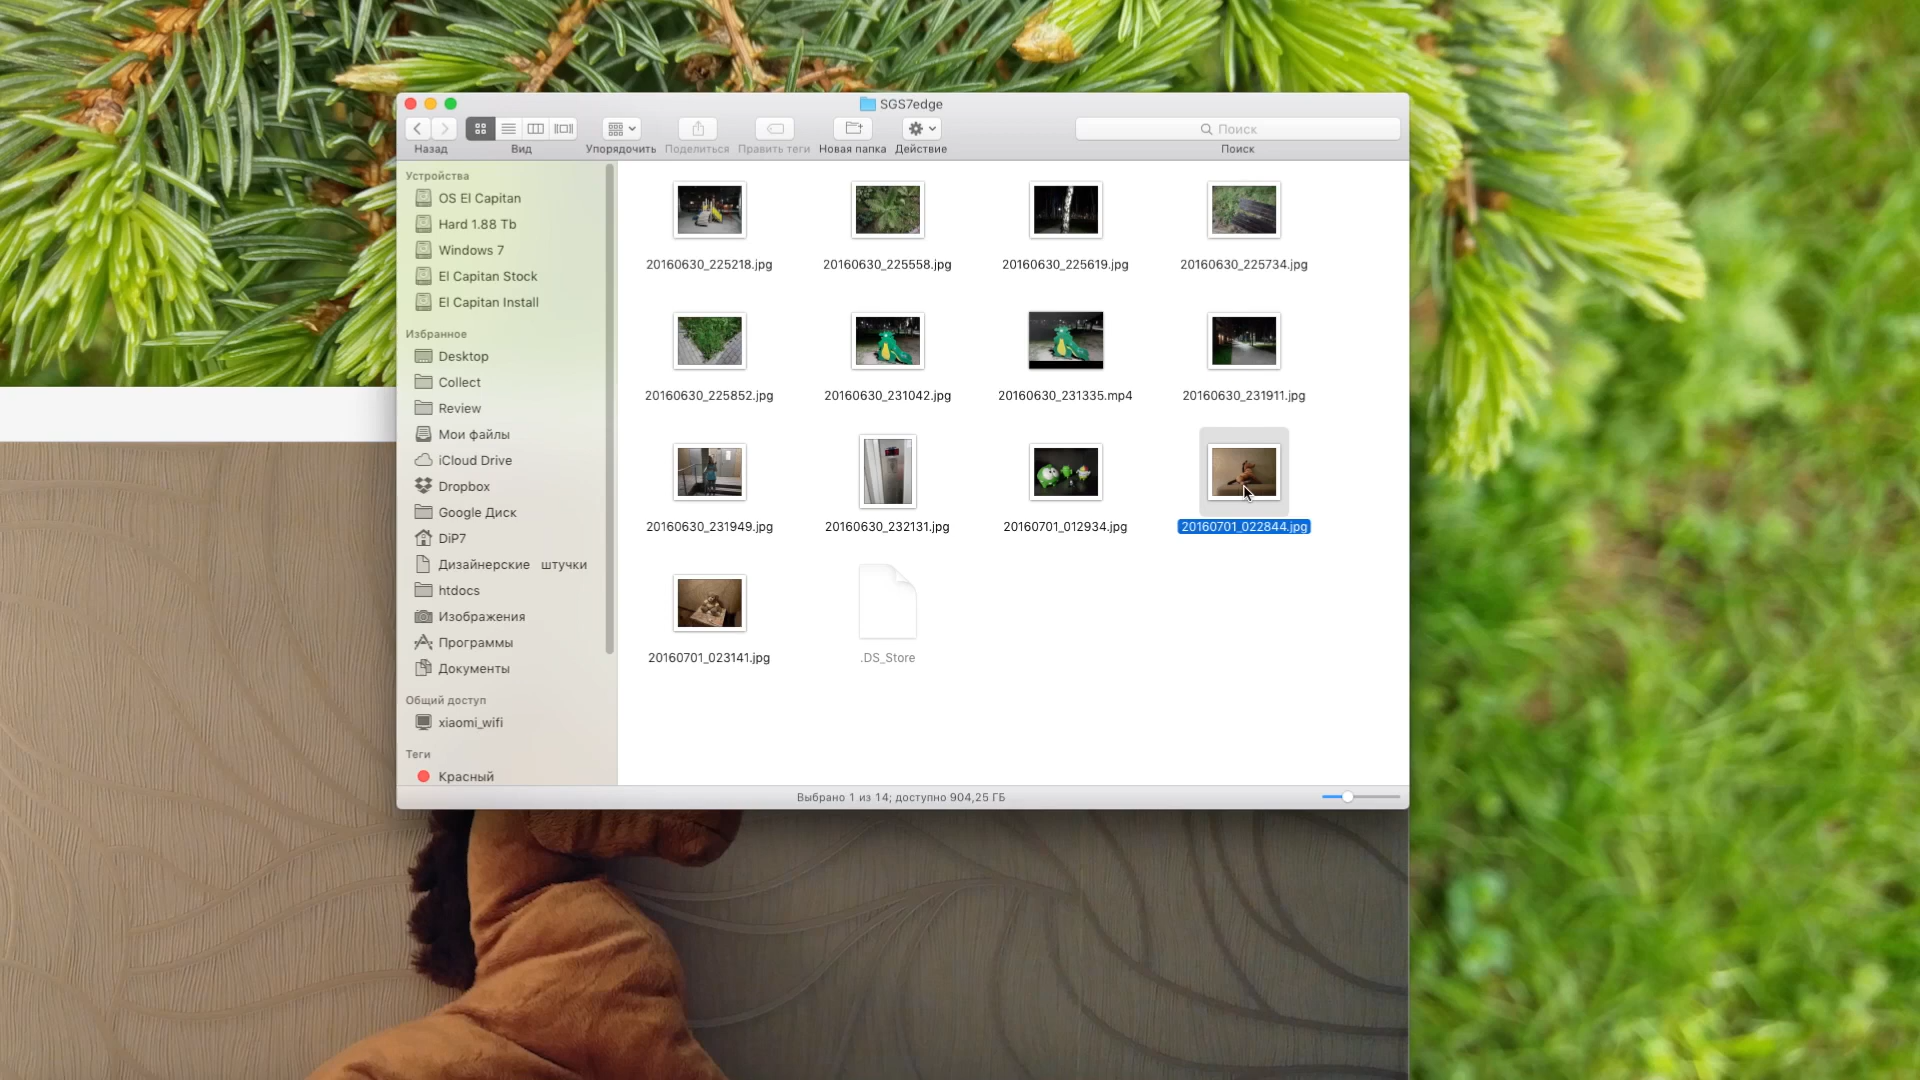 SGS7edge
Поиск
Назад
Вид
Упорядочить
Поделиться
Править теги
Новая папка
Действие
Поиск
Устройства
OS El Capitan
Hard 1.88 Tb
Windows 7
El Capitan Stock
El Capitan Install
Избранное
Desktop
Collect
Review
Мои файлы
iCloud Drive
Dropbox
Google Диск
DiP7
Дизайнерские штучки
htdocs
Изображения
Программы
Документы
Общий доступ
xiaomi_wifi
Теги
Красный
20160630_225218.jpg
20160630_225558.jpg
20160630_225619.jpg
20160630_225734.jpg
20160630_225852.jpg
20160630_231042.jpg
20160630_231335.mp4
20160630_231911.jpg
20160630_231949.jpg
20160630_232131.jpg
20160701_012934.jpg
20160701_022844.jpg
20160701_023141.jpg
.DS_Store
Выбрано 1 из 14; доступно 904,25 ГБ